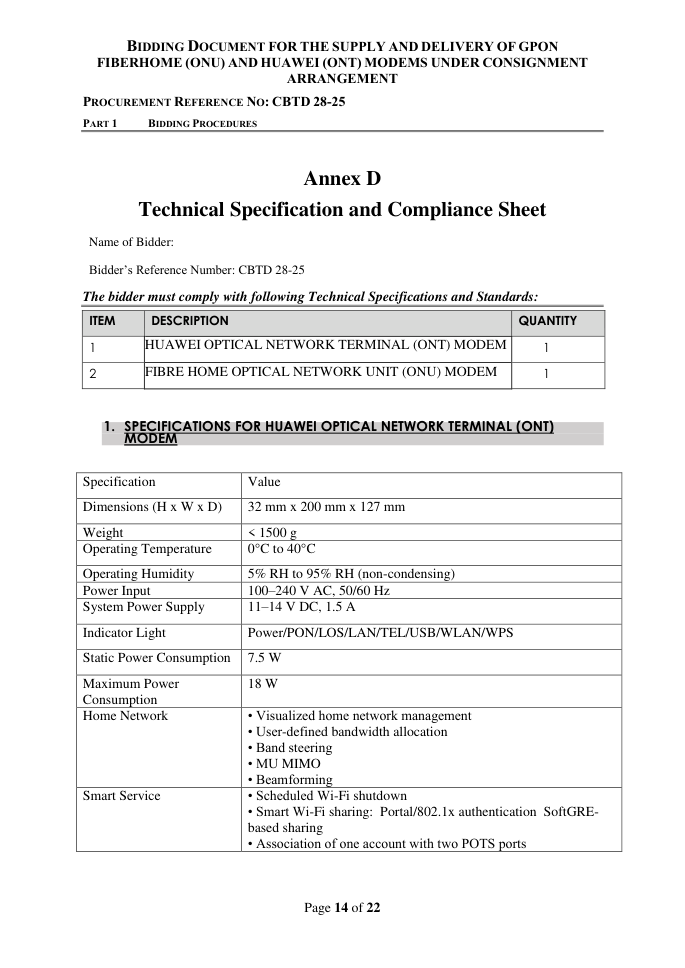 BIDDING DOCUMENT FOR THE SUPPLY AND DELIVERY OF GPON
FIBERHOME (ONU) AND HUAWEI (ONT) MODEMS UNDER CONSIGNMENT
ARRANGEMENT
PROCUREMENT REFERENCE NO: CBTD 28-25
PART 1 BIDDING PROCEDURES
Annex D
Technical Specification and Compliance Sheet
Name of Bidder:
Bidder’s Reference Number: CBTD 28-25
The bidder must comply with following Technical Specifications and Standards:
ITEM DESCRIPTION QUANTITY
1 HUAWEI OPTICAL NETWORK TERMINAL (ONT) MODEM 1
2 FIBRE HOME OPTICAL NETWORK UNIT (ONU) MODEM 1
1. SPECIFICATIONS FOR HUAWEI OPTICAL NETWORK TERMINAL (ONT)
MODEM
Specification Value
Dimensions (H x W x D) 32 mm x 200 mm x 127 mm
Weight < 1500 g
Operating Temperature 0°C to 40°C
Operating Humidity 5% RH to 95% RH (non-condensing)
Power Input 100–240 V AC, 50/60 Hz
System Power Supply 11–14 V DC, 1.5 A
Indicator Light Power/PON/LOS/LAN/TEL/USB/WLAN/WPS
Static Power Consumption 7.5 W
Maximum Power 18 W
Consumption
Home Network • Visualized home network management
• User-defined bandwidth allocation
• Band steering
• MU MIMO
• Beamforming
Smart Service • Scheduled Wi-Fi shutdown
• Smart Wi-Fi sharing: Portal/802.1x authentication SoftGRE-
based sharing
• Association of one account with two POTS ports
Page 14 of 22